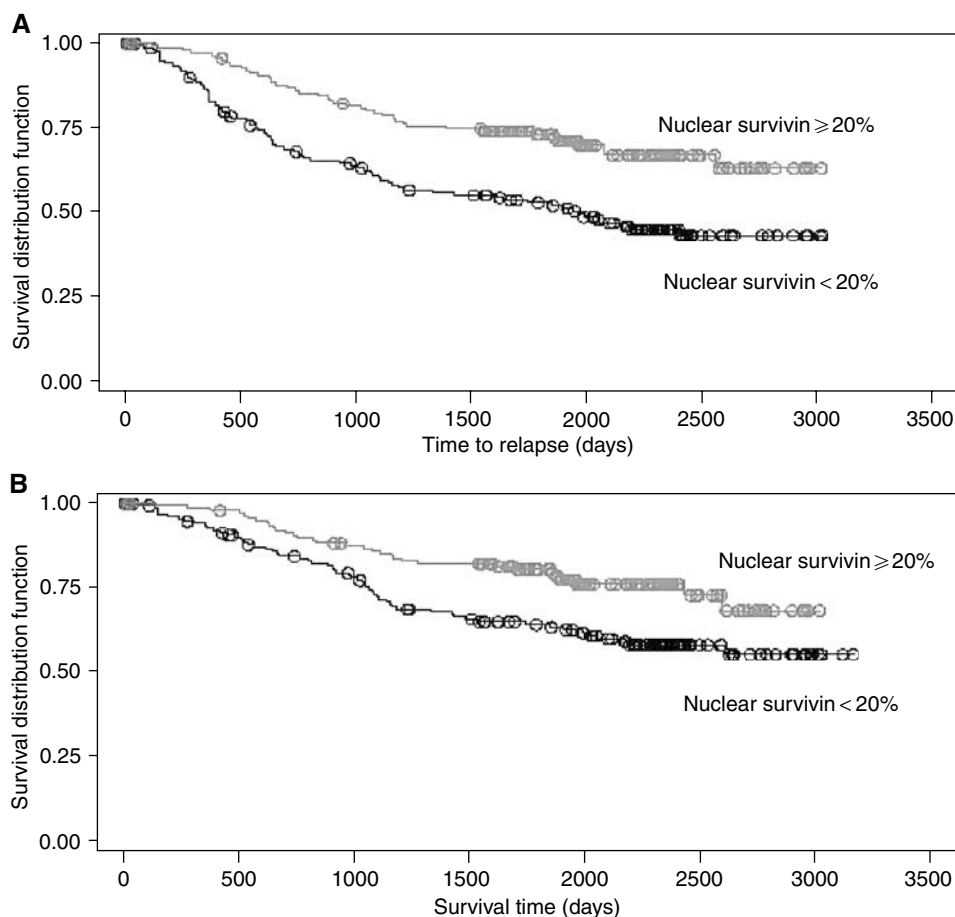 A
1.00
0.75
0.50
0.25
0.00
Survival distribution function
Nuclear survivin ⩾ 20%
Nuclear survivin < 20%
0 500 1000 1500 2000 2500 3000 3500
Time to relapse (days)
B
1.00
0.75
0.50
0.25
0.00
Survival distribution function
Nuclear survivin ⩾ 20%
Nuclear survivin < 20%
0 500 1000 1500 2000 2500 3000 3500
Survival time (days)